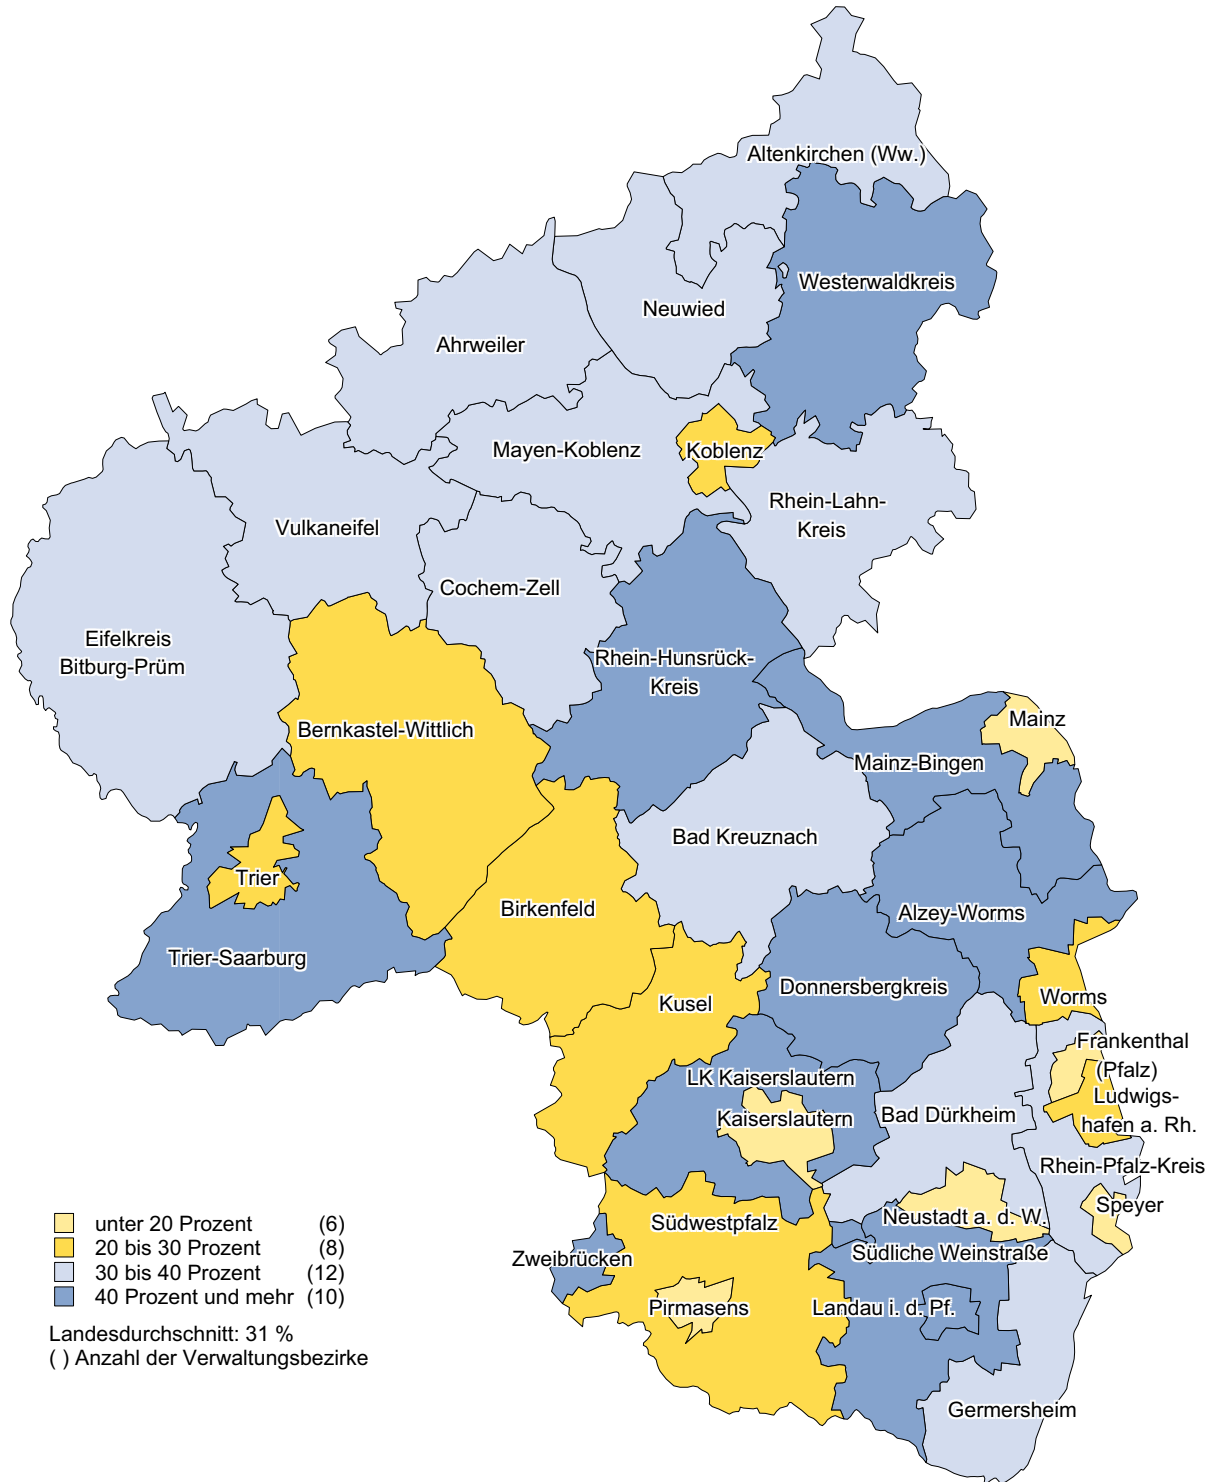 Altenkirchen (Ww.)
Westerwaldkreis
Neuwied
Ahrweiler
Mayen-Koblenz
Koblenz
Rhein-Lahn-
Kreis
Vulkaneifel
Cochem-Zell
Eifelkreis
Bitburg-Prüm
Rhein-Hunsrück-
Kreis
Bernkastel-Wittlich
Mainz
Mainz-Bingen
Bad Kreuznach
Trier
Birkenfeld
Alzey-Worms
Trier-Saarburg
Donnersbergkreis
Kusel
Worms
Frankenthal
(Pfalz)
LK Kaiserslautern
Ludwigs-
hafen a. Rh.
Kaiserslautern
Bad Dürkheim
Rhein-Pfalz-Kreis
Speyer
Südwestpfalz
Neustadt a. d. W.
Südliche Weinstraße
Zweibrücken
Pirmasens
Landau i. d. Pf.
Germersheim
unter 20 Prozent (6)
20 bis 30 Prozent (8)
30 bis 40 Prozent (12)
40 Prozent und mehr (10)
Landesdurchschnitt: 31 %
( ) Anzahl der Verwaltungsbezirke